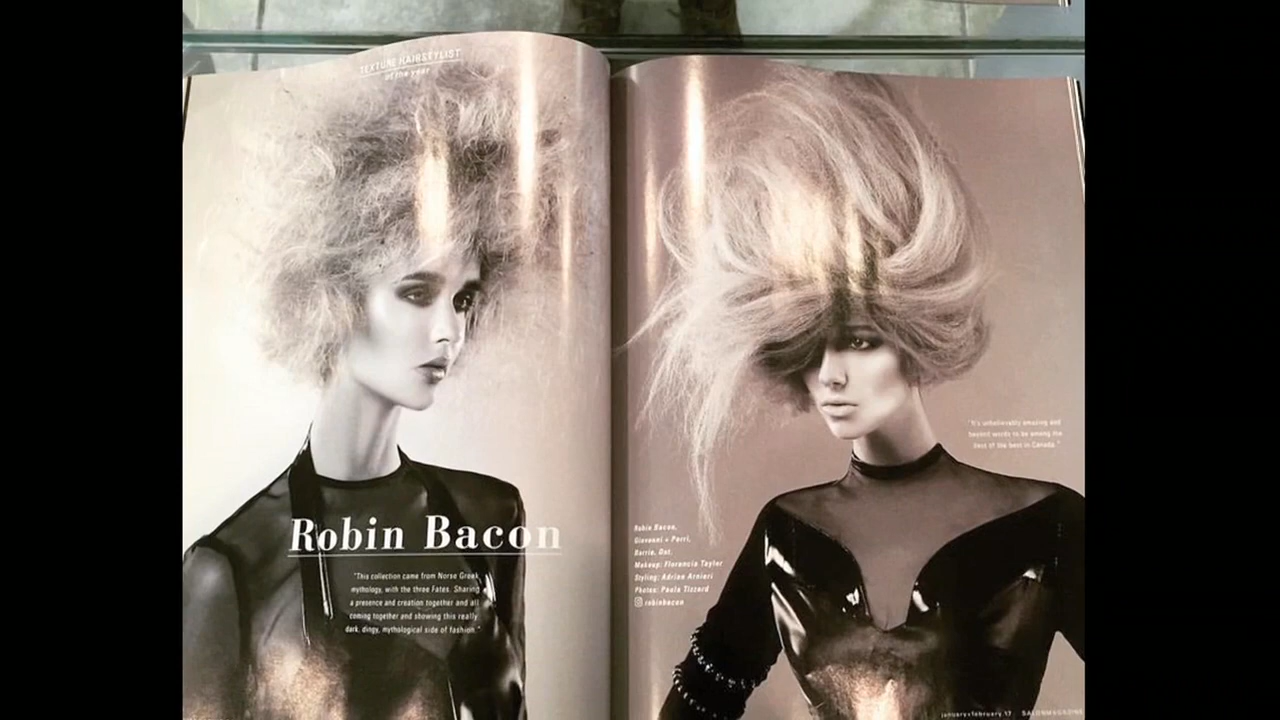 TEXTURE HAIRSTYLIST
of the year
Robin Bacon
"This collection came from Norse Greek
mythology, with the three Fates. Sharing
a presence and creation together and all
coming together and showing this really
dark, dingy, mythological side of fashion."
"It's unbelievably amazing and
beyond words to be among the
best of the best in Canada."
Robin Bacon,
Giovanni + Perri,
Barrie, Ont.
Makeup: Florencia Taylor
Styling: Adrian Arnieri
Photos: Paula Tizzard
robinbacon
january+february 17 SALONMAGAZINE